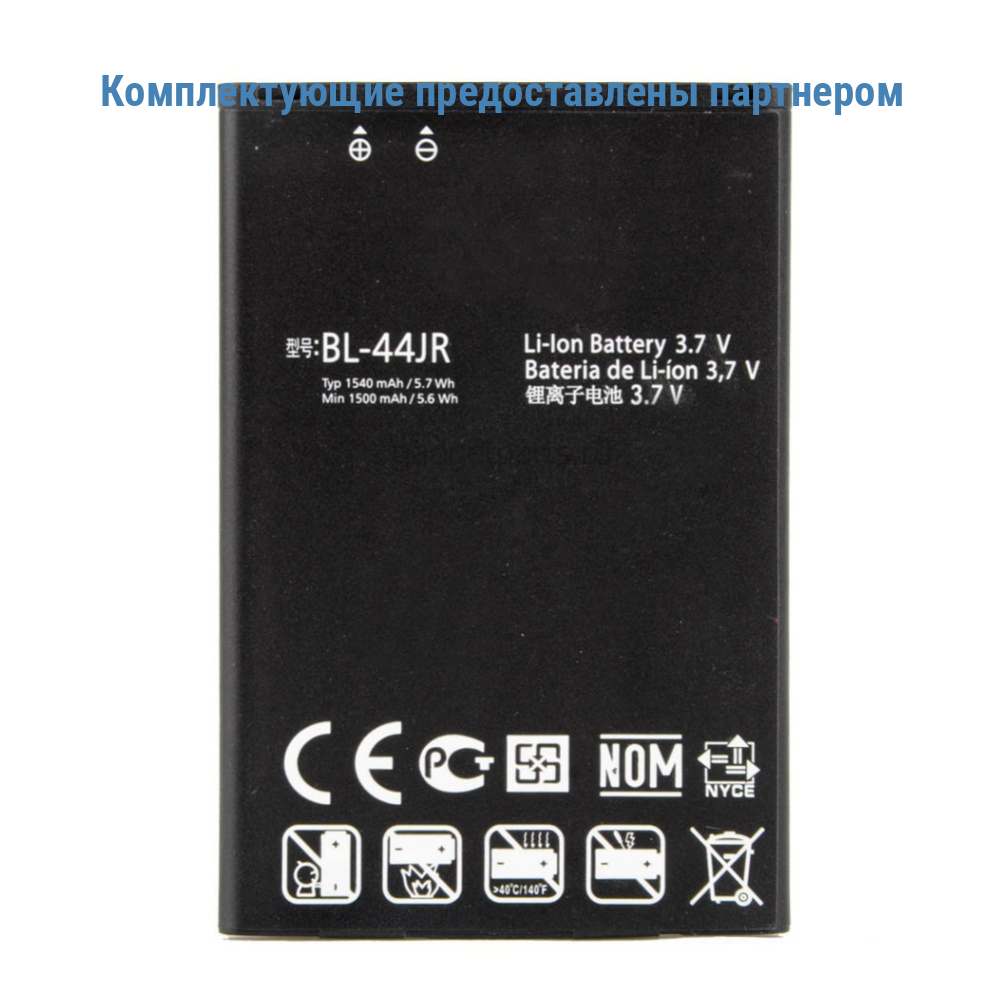 Комплектующие предоставлены партнером
型号:BL-44JR
Typ 1540 mAh / 5.7 Wh
Min 1500 mAh / 5.6 Wh
Li-Ion Battery 3.7 V
Bateria de Li-íon 3,7 V
锂离子电池 3.7 V
CE PCT NOM NYCE
>40°C/140°F